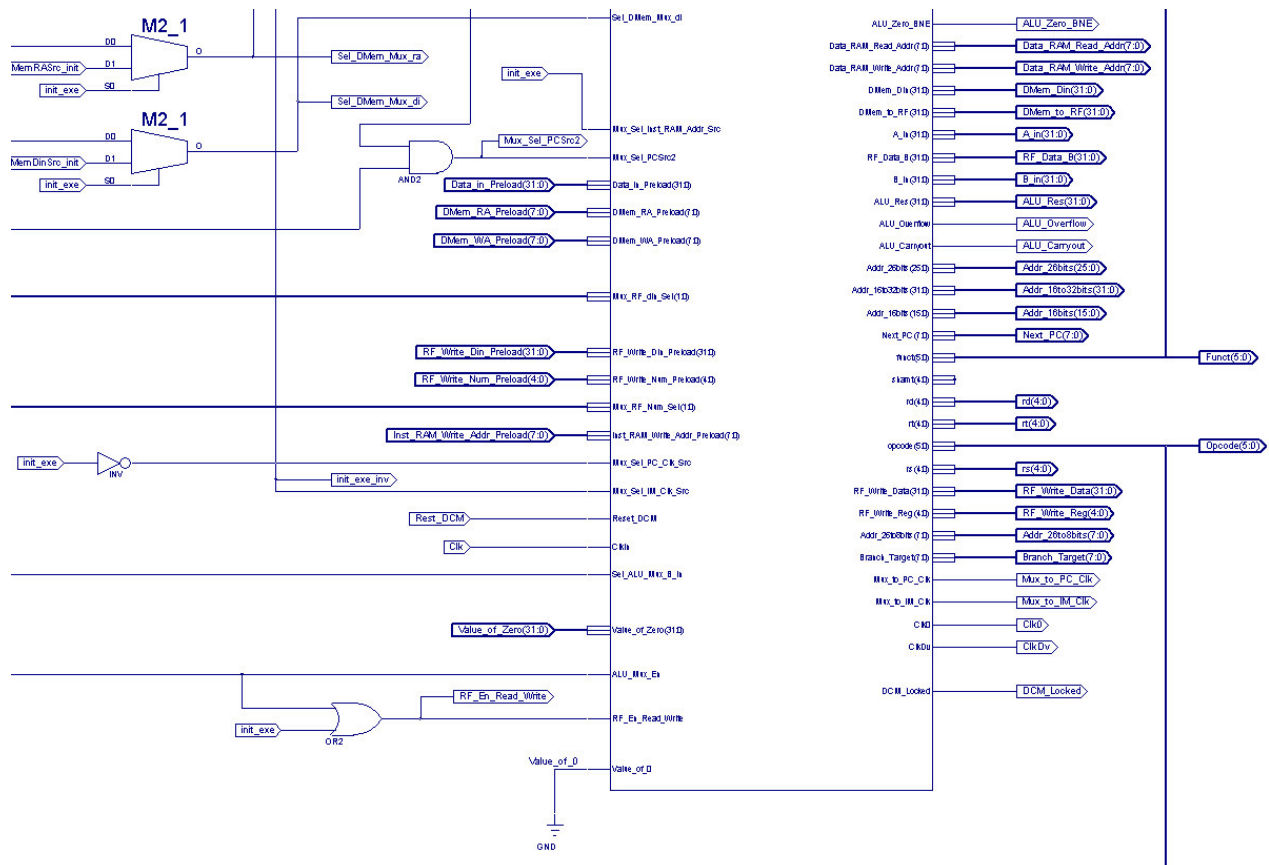 M2_1
D0
O
MemRASrc_init
D1
init_exe
S0
Sel_DMem_Mux_ra
Sel_DMem_Mux_di
M2_1
D0
O
MemDinSrc_init
D1
init_exe
S0
init_exe
AND2
Mux_Sel_PCSrc2
Data_in_Preload(31:0)
DMem_RA_Preload(7:0)
DMem_WA_Preload(7:0)
RF_Write_Din_Preload(31:0)
RF_Write_Num_Preload(4:0)
Inst_RAM_Write_Addr_Preload(7:0)
init_exe
INV
init_exe_inv
Rest_DCM
Clk
Value_of_Zero(31:0)
RF_En_Read_Write
init_exe
OR2
Value_of_0
GND
Sel_DMem_Mux_di
Mux_Sel_Inst_RAM_Addr_Src
Mux_Sel_PCSrc2
Data_In_Preload(31:0)
DMem_RA_Preload(7:0)
DMem_WA_Preload(7:0)
Mux_RF_din_Sel(1:0)
RF_Write_Din_Preload(31:0)
RF_Write_Num_Preload(4:0)
Mux_RF_Num_Sel(1:0)
Inst_RAM_Write_Addr_Preload(7:0)
Mux_Sel_PC_Clk_Src
Mux_Sel_IM_Clk_Src
Reset_DCM
ClkIn
Sel_ALU_Mux_B_In
Value_of_Zero(31:0)
ALU_Mux_En
RF_En_Read_Write
Value_of_0
ALU_Zero_BNE
ALU_Zero_BNE
Data_RAM_Read_Addr(7:0)
Data_RAM_Read_Addr(7:0)
Data_RAM_Write_Addr(7:0)
Data_RAM_Write_Addr(7:0)
DMem_Din(31:0)
DMem_Din(31:0)
DMem_to_RF(31:0)
DMem_to_RF(31:0)
A_In(31:0)
A_in(31:0)
RF_Data_B(31:0)
RF_Data_B(31:0)
B_In(31:0)
B_in(31:0)
ALU_Res(31:0)
ALU_Res(31:0)
ALU_Overflow
ALU_Overflow
ALU_Carryout
ALU_Carryout
Addr_26bits(25:0)
Addr_26bits(25:0)
Addr_16to32bits(31:0)
Addr_16to32bits(31:0)
Addr_16bits(15:0)
Addr_16bits(15:0)
Next_PC(7:0)
Next_PC(7:0)
funct(5:0)
Funct(5:0)
shamt(4:0)
rd(4:0)
rd(4:0)
rt(4:0)
rt(4:0)
opcode(5:0)
Opcode(5:0)
rs(4:0)
rs(4:0)
RF_Write_Data(31:0)
RF_Write_Data(31:0)
RF_Write_Reg(4:0)
RF_Write_Reg(4:0)
Addr_26to8bits(7:0)
Addr_26to8bits(7:0)
Branch_Target(7:0)
Branch_Target(7:0)
Mux_to_PC_Clk
Mux_to_PC_Clk
Mux_to_IM_Clk
Mux_to_IM_Clk
Clk0
Clk0
ClkDv
ClkDv
DCM_Locked
DCM_Locked